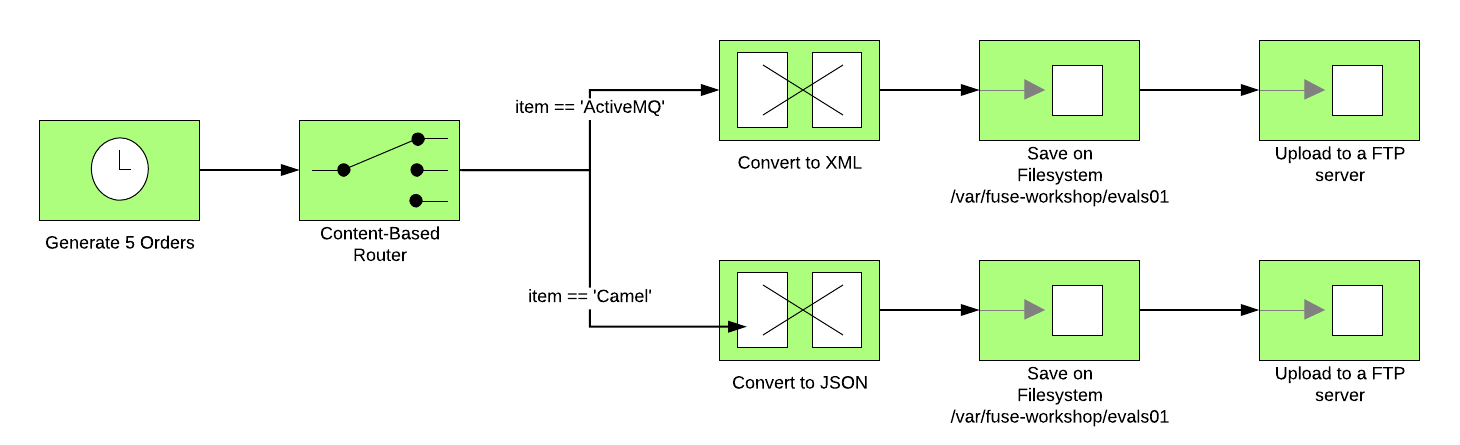 Generate 5 Orders
Content-Based
Router
item == 'ActiveMQ'
item == 'Camel'
Convert to XML
Save on
Filesystem
/var/fuse-workshop/evals01
Upload to a FTP
server
Convert to JSON
Save on
Filesystem
/var/fuse-workshop/evals01
Upload to a FTP
server